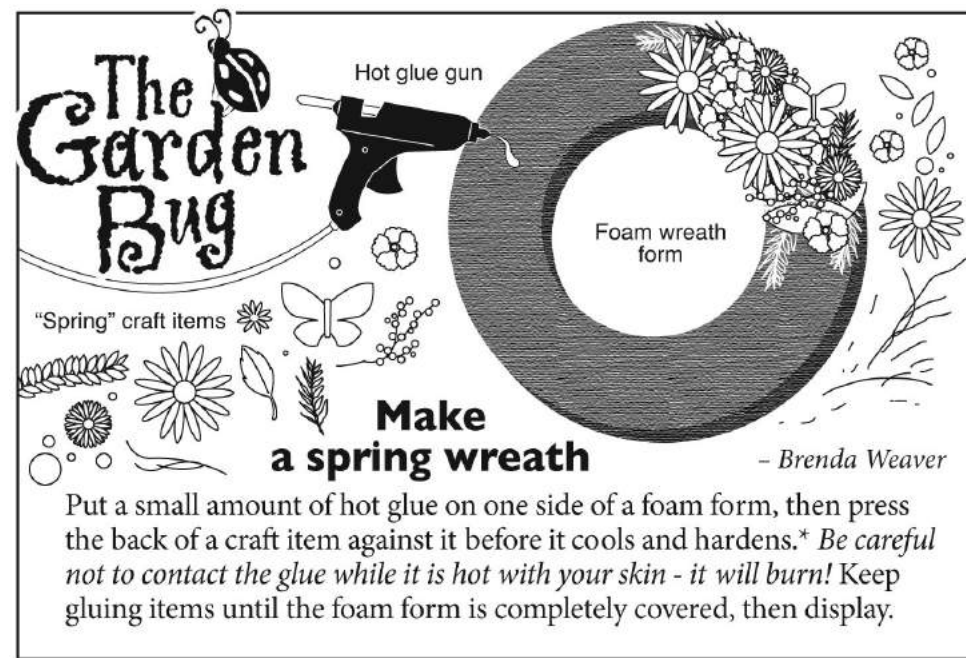 The
Garden
Bug
Hot glue gun
Foam wreath
form
“Spring” craft items
Make
a spring wreath
– Brenda Weaver
Put a small amount of hot glue on one side of a foam form, then press
the back of a craft item against it before it cools and hardens.* Be careful
not to contact the glue while it is hot with your skin - it will burn! Keep
gluing items until the foam form is completely covered, then display.